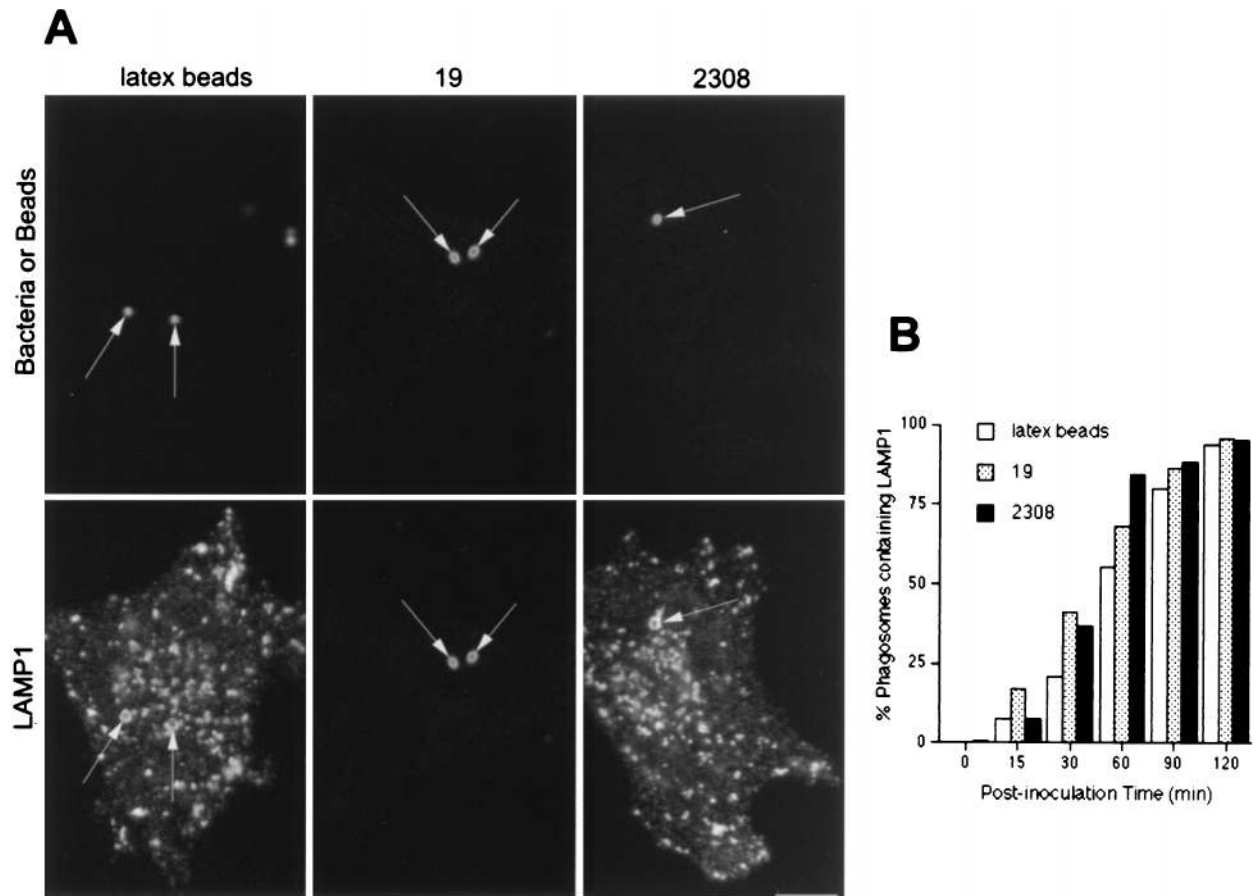 A
latex beads
19
2308
Bacteria or Beads
LAMP1
B
% Phagosomes containing LAMP1
100
75
50
25
0
latex beads
19
2308
0 15 30 60 90 120
Post-inoculation Time (min)